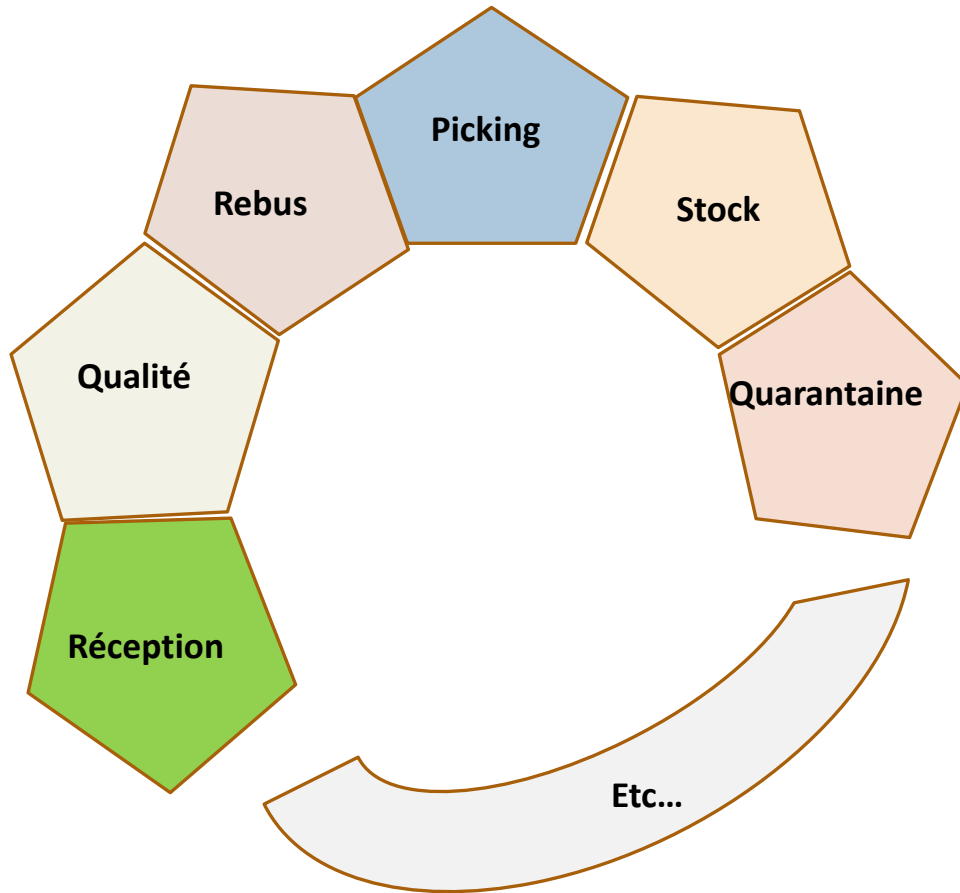 Picking
Rebus
Stock
Qualité
Quarantaine
Réception
Etc...